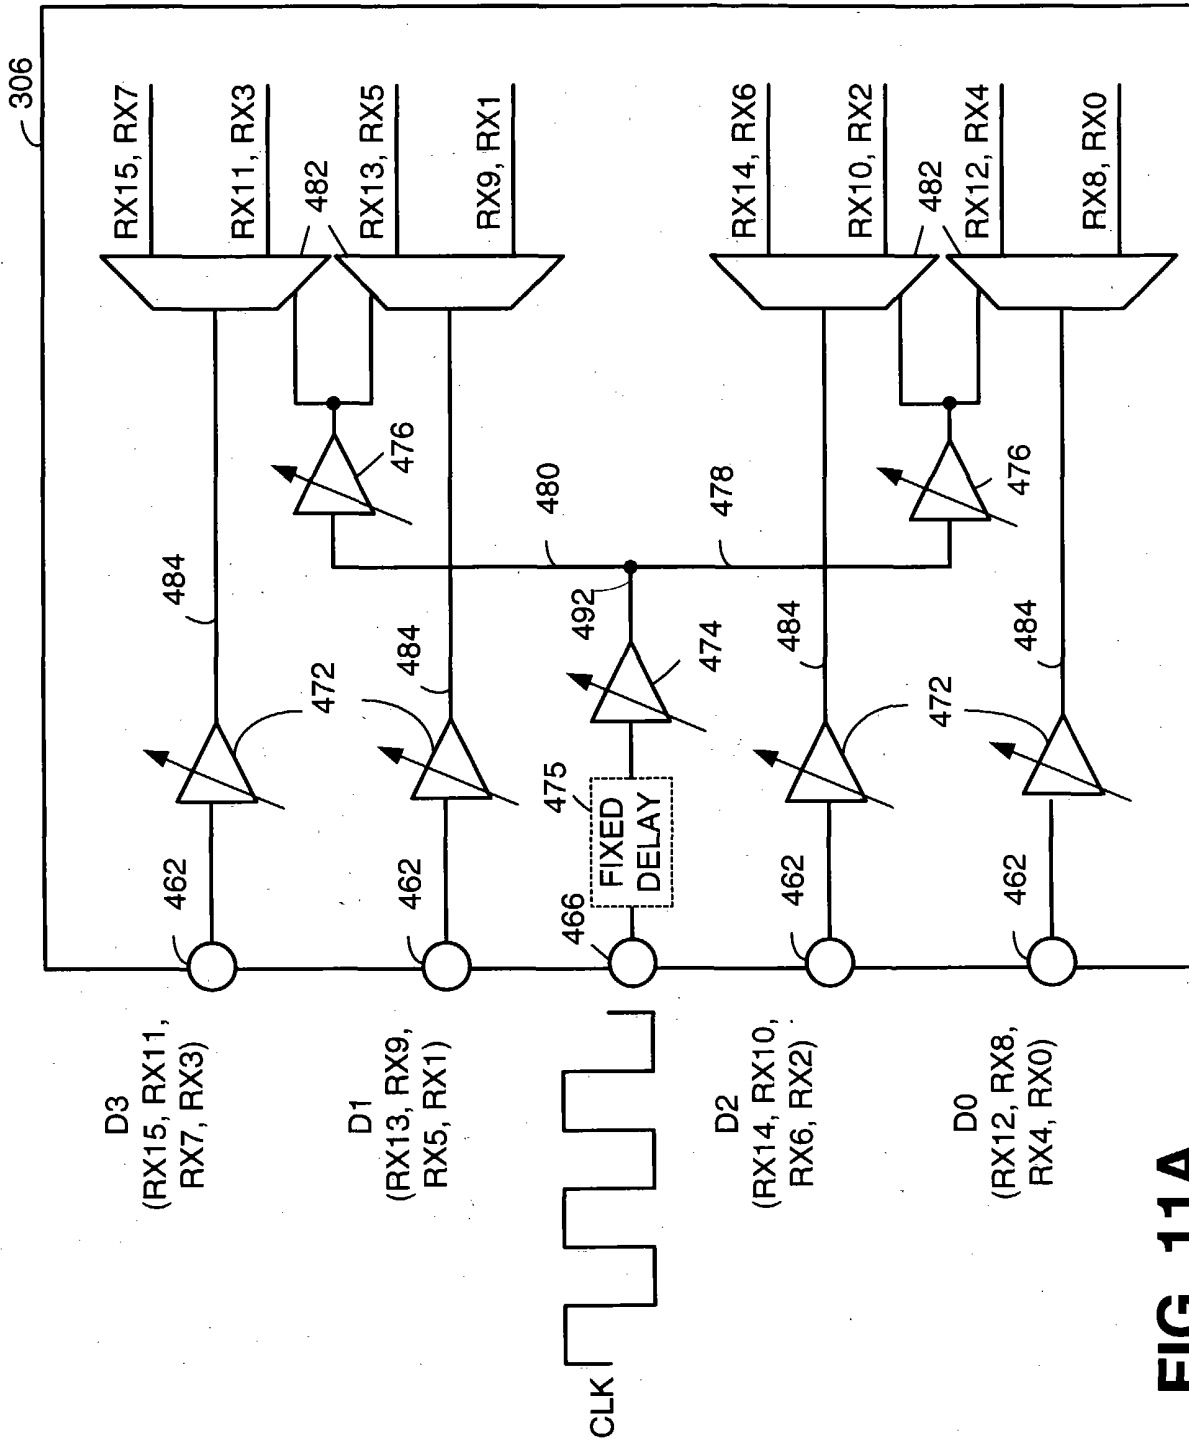 306
D3
(RX15, RX11,
RX7, RX3)
462
472
484
RX15, RX7
RX11, RX3
482
476
D1
(RX13, RX9,
RX5, RX1)
462
484
480
RX13, RX5
RX9, RX1
CLK
466
475
FIXED
DELAY
474
492
478
D2
(RX14, RX10,
RX6, RX2)
462
472
484
RX14, RX6
RX10, RX2
482
476
D0
(RX12, RX8,
RX4, RX0)
462
484
RX12, RX4
RX8, RX0
FIG. 11A